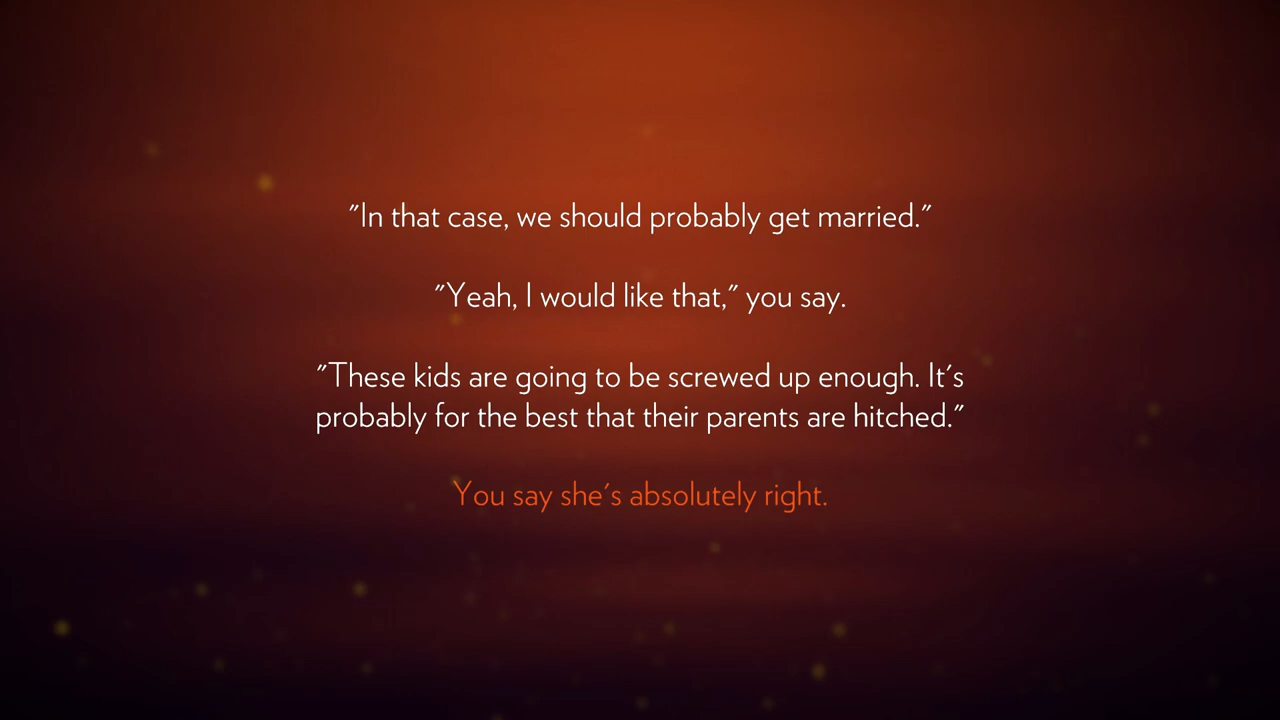 "In that case, we should probably get married."
"Yeah, I would like that," you say.
"These kids are going to be screwed up enough. It's
probably for the best that their parents are hitched."
You say she's absolutely right.